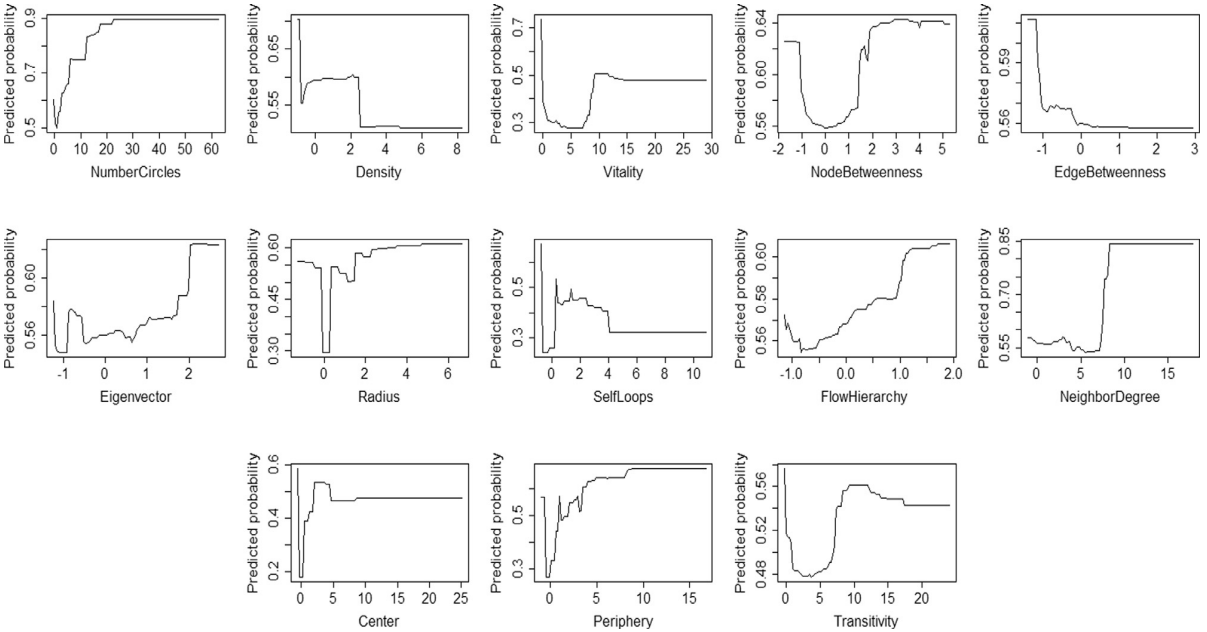 Predicted probability
0.5 0.7 0.9
0 10 20 30 40 50 60
NumberCircles
Predicted probability
0.55 0.65
0 2 4 6 8
Density
Predicted probability
0.3 0.5 0.7
0 5 10 15 20 25 30
Vitality
Predicted probability
0.56 0.60 0.64
-2 -1 0 1 2 3 4 5
NodeBetweenness
Predicted probability
0.56 0.59
-1 0 1 2 3
EdgeBetweenness
Predicted probability
0.56 0.60
-1 0 1 2
Eigenvector
Predicted probability
0.30 0.45 0.60
0 2 4 6
Radius
Predicted probability
0.3 0.5
0 2 4 6 8 10
SelfLoops
Predicted probability
0.56 0.58 0.60
-1.0 0.0 1.0 2.0
FlowHierarchy
Predicted probability
0.55 0.70 0.85
0 5 10 15
NeighborDegree
Predicted probability
0.2 0.4 0.6
0 5 10 15 20 25
Center
Predicted probability
0.3 0.5
0 5 10 15
Periphery
Predicted probability
0.48 0.52 0.56
0 5 10 15 20
Transitivity